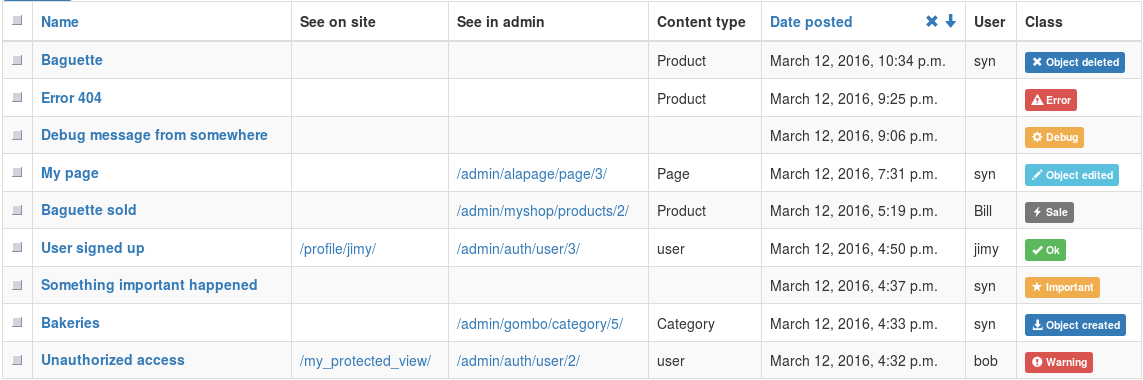 Name See on site See in admin Content type Date posted User Class
Baguette Product March 12, 2016, 10:34 p.m. syn Object deleted
Error 404 Product March 12, 2016, 9:25 p.m. Error
Debug message from somewhere March 12, 2016, 9:06 p.m. Debug
My page /admin/alapage/page/3/ Page March 12, 2016, 7:31 p.m. syn Object edited
Baguette sold /admin/myshop/products/2/ Product March 12, 2016, 5:19 p.m. Bill Sale
User signed up /profile/jimy/ /admin/auth/user/3/ user March 12, 2016, 4:50 p.m. jimy Ok
Something important happened March 12, 2016, 4:37 p.m. syn Important
Bakeries /admin/gombo/category/5/ Category March 12, 2016, 4:33 p.m. syn Object created
Unauthorized access /my_protected_view/ /admin/auth/user/2/ user March 12, 2016, 4:32 p.m. bob Warning